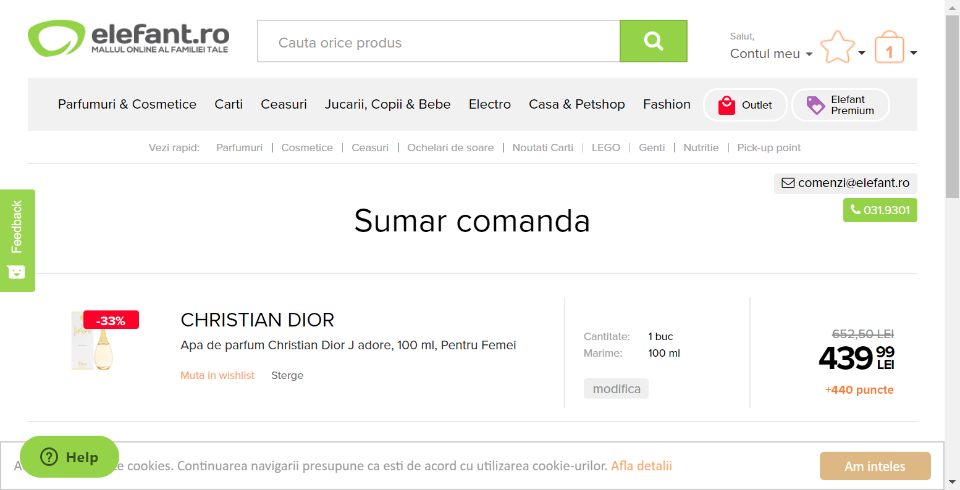 elefant.ro
MALLUL ONLINE AL FAMILIEI TALE
Cauta orice produs
Salut,
Contul meu
1
Parfumuri & Cosmetice Carti Ceasuri Jucarii, Copii & Bebe Electro Casa & Petshop Fashion Outlet Elefant Premium
Vezi rapid: Parfumuri | Cosmetice | Ceasuri | Ochelari de soare | Noutati Carti | LEGO | Genti | Nutritie | Pick-up point
comenzi@elefant.ro
031.9301
Feedback
Sumar comanda
-33%
CHRISTIAN DIOR
Apa de parfum Christian Dior J adore, 100 ml, Pentru Femei
Muta in wishlist Sterge
Cantitate: 1 buc
Marime: 100 ml
modifica
652,50 LEI
439 99 LEI
+440 puncte
Help
cookies. Continuarea navigarii presupune ca esti de acord cu utilizarea cookie-urilor. Afla detalii
Am inteles